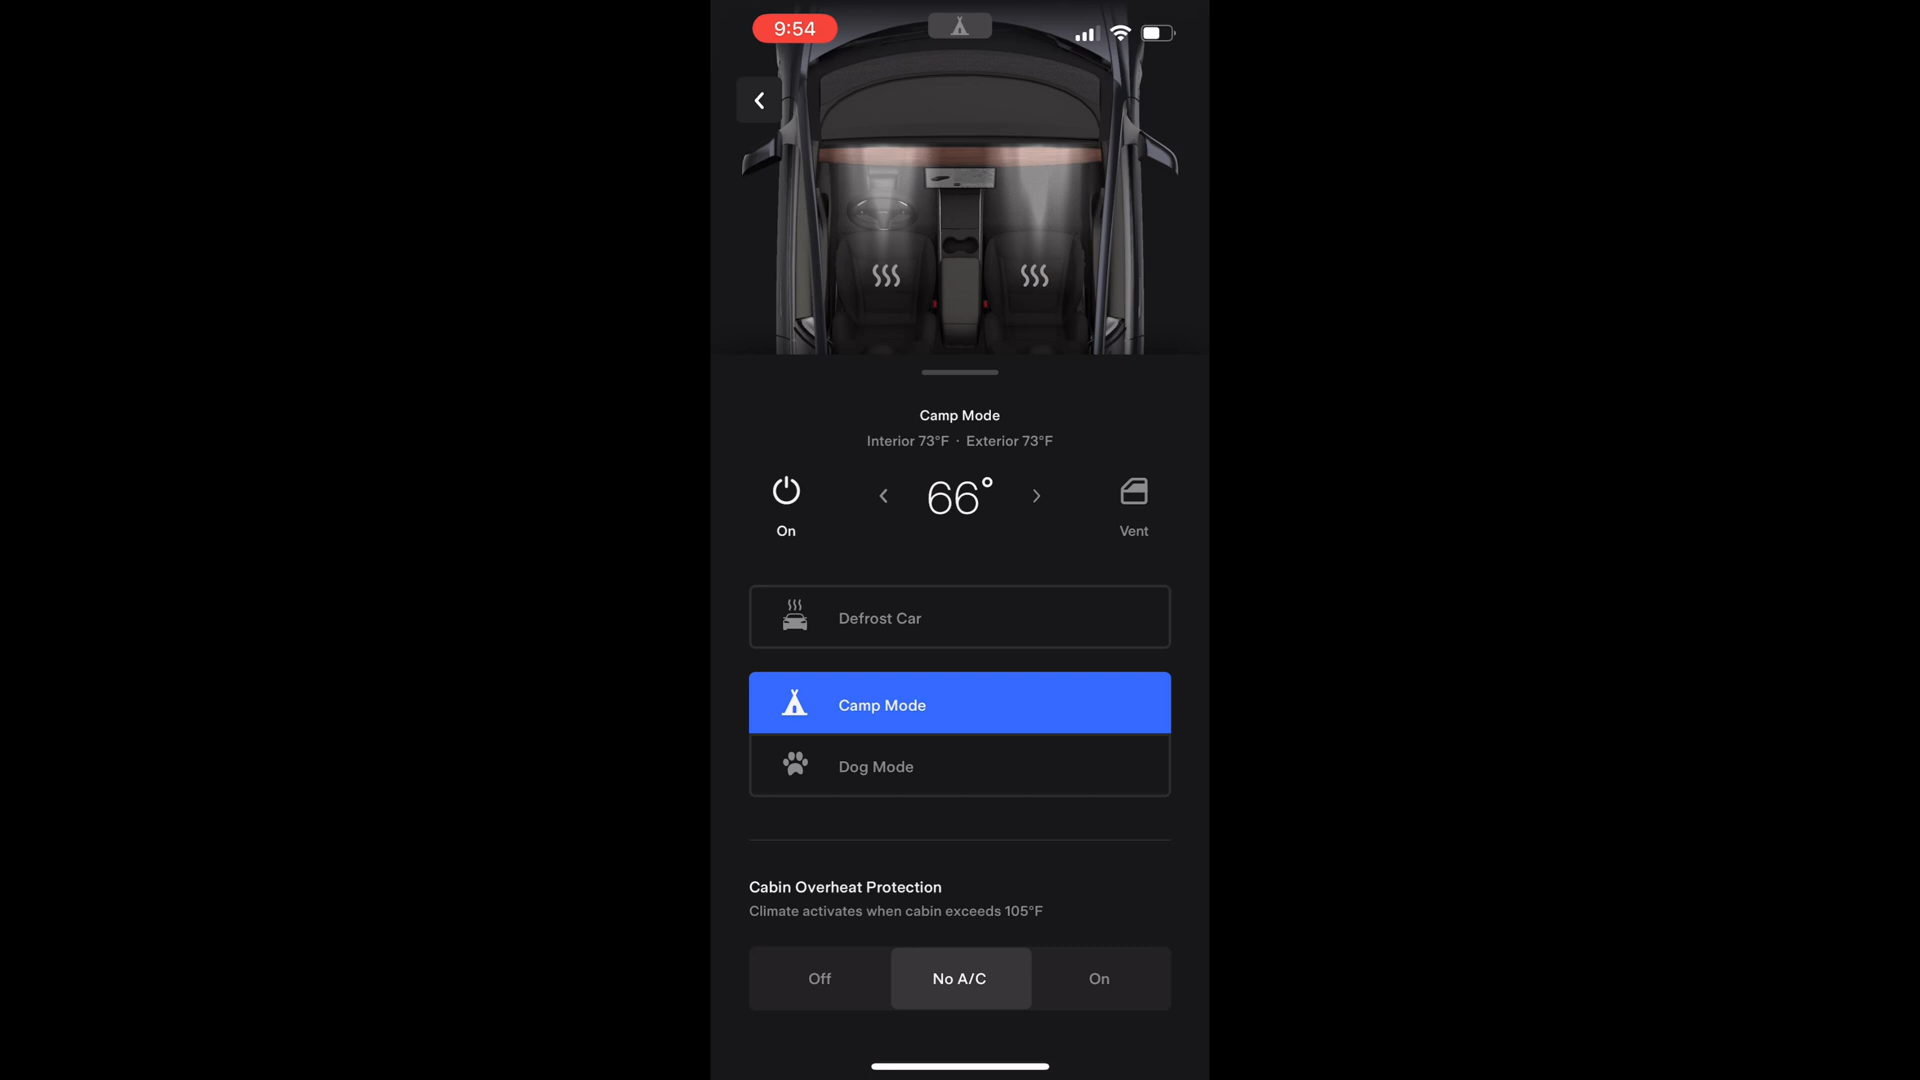 9:54
Camp Mode
Interior 73°F · Exterior 73°F
66°
On
Vent
Defrost Car
Camp Mode
Dog Mode
Cabin Overheat Protection
Climate activates when cabin exceeds 105°F
Off
No A/C
On